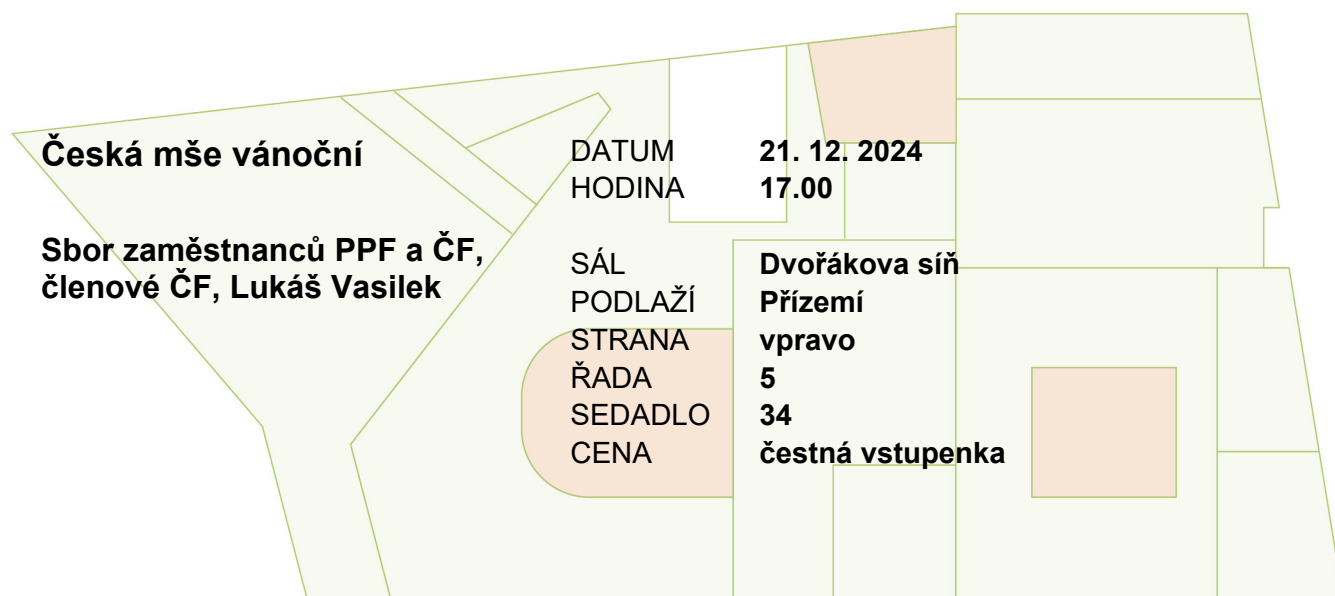 Česká mše vánoční
Sbor zaměstnanců PPF a ČF,
členové ČF, Lukáš Vasilek
DATUM 21. 12. 2024
HODINA 17.00
SÁL Dvořákova síň
PODLAŽÍ Přízemí
STRANA vpravo
ŘADA 5
SEDADLO 34
CENA čestná vstupenka